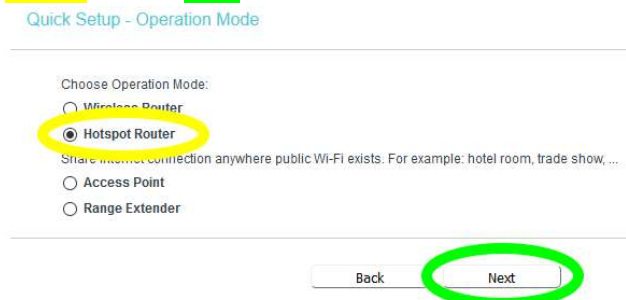 Quick Setup - Operation Mode
Choose Operation Mode:
Wireless Router
Hotspot Router
Share internet connection anywhere public Wi-Fi exists. For example: hotel room, trade show, ...
Access Point
Range Extender
Back Next